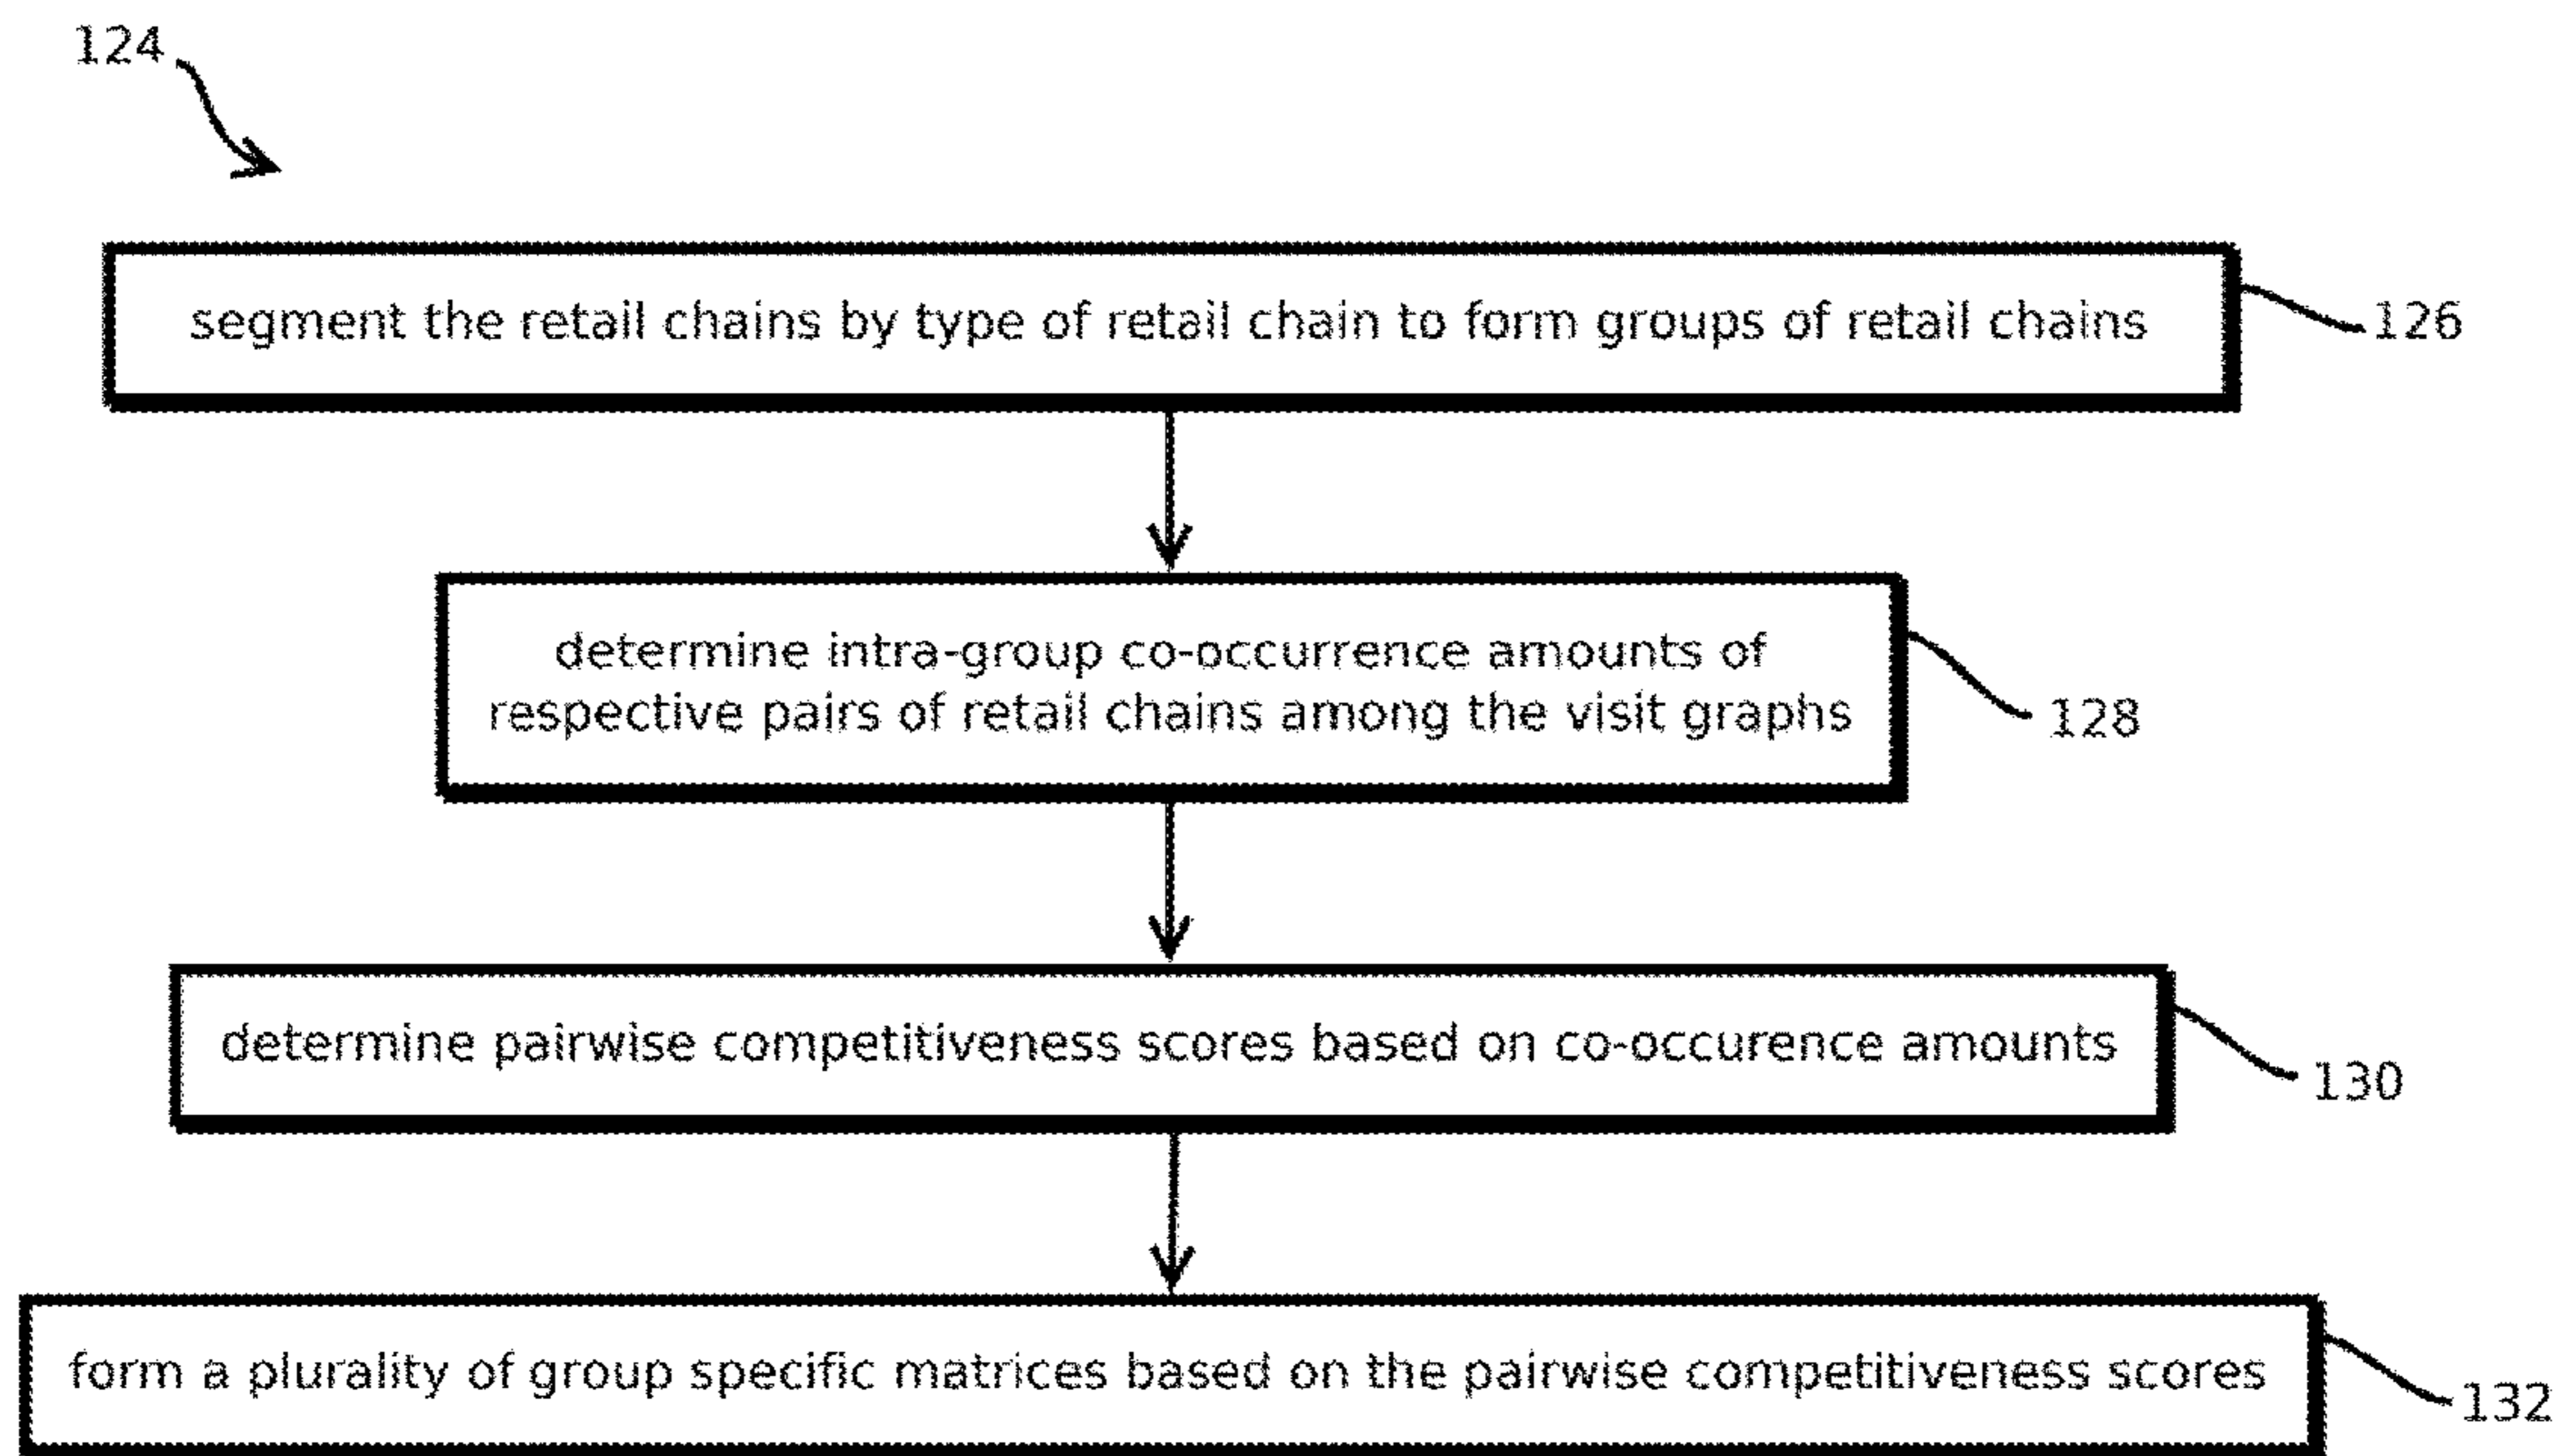 124
segment the retail chains by type of retail chain to form groups of retail chains
126
determine intra-group co-occurrence amounts of
respective pairs of retail chains among the visit graphs
128
determine pairwise competitiveness scores based on co-occurence amounts
130
form a plurality of group specific matrices based on the pairwise competitiveness scores
132